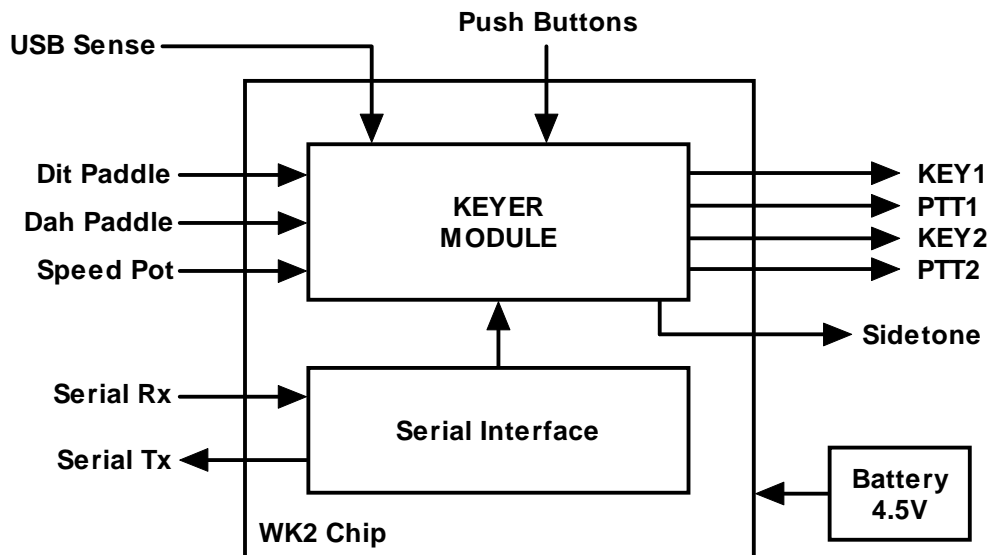 Push Buttons
USB Sense
Dit Paddle
Dah Paddle
Speed Pot
KEYER
MODULE
KEY1
PTT1
KEY2
PTT2
Sidetone
Serial Rx
Serial Tx
Serial Interface
Battery
4.5V
WK2 Chip